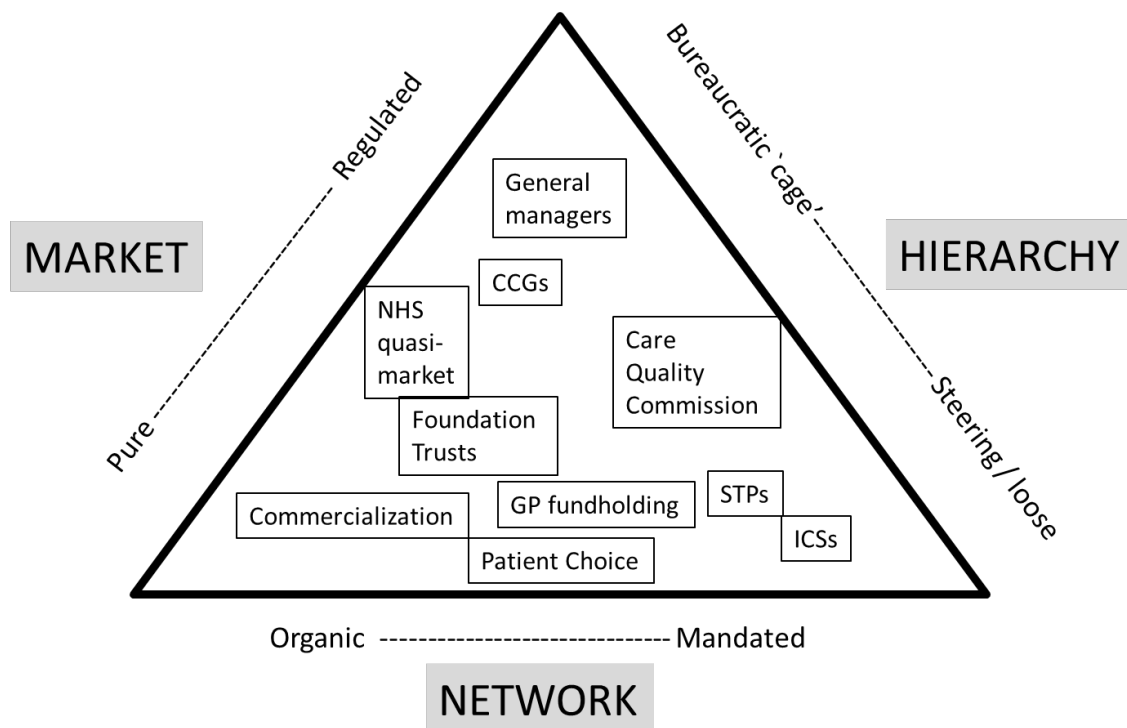 Bureaucratic `cage’
Regulated
General
managers
MARKET
HIERARCHY
CCGs
NHS
quasi-
market
Care
Quality
Commission
Pure
Steering / loose
Foundation
Trusts
STPs
GP fundholding
Commercialization
ICSs
Patient Choice
Organic ------------------------------ Mandated
NETWORK